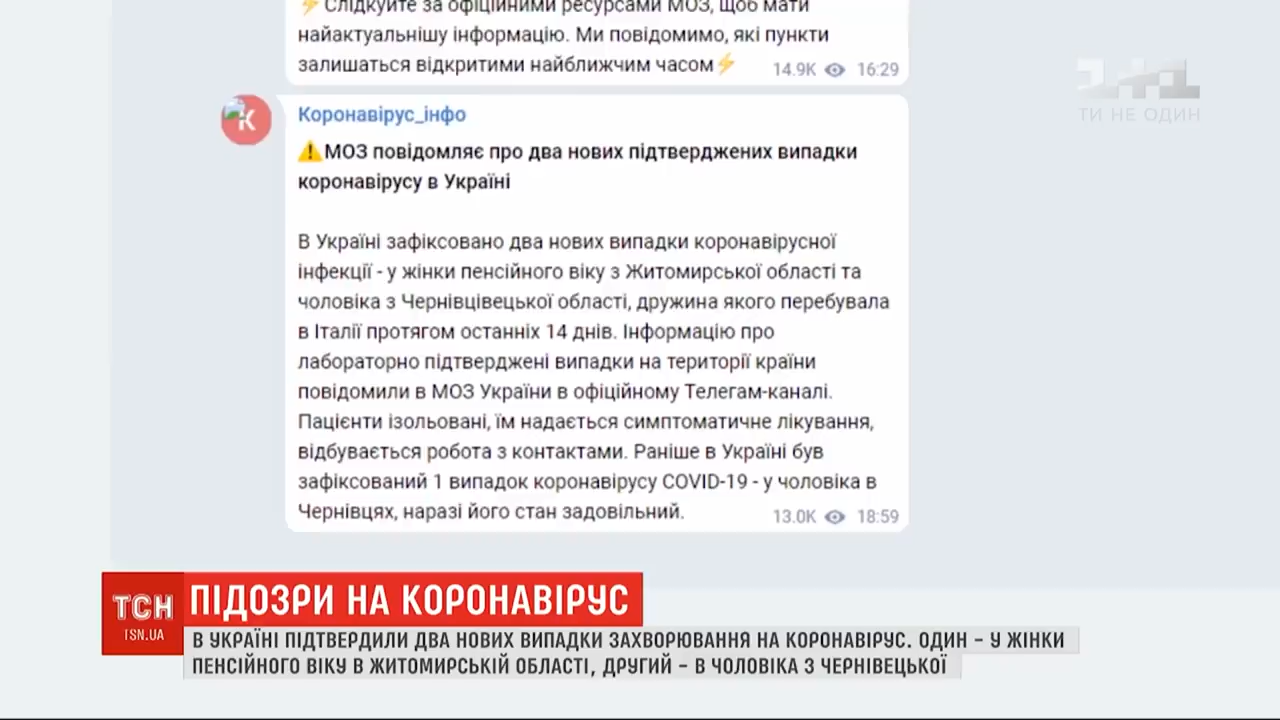 ⚡Слідкуйте за офіційними ресурсами МОЗ, щоб мати
найактуальнішу інформацію. Ми повідомимо, які пункти
залишаться відкритими найближчим часом⚡ 14.9K 16:29
1+1
ТИ НЕ ОДИН
К
Коронавірус_інфо
⚠️МОЗ повідомляє про два нових підтверджених випадки
коронавірусу в Україні
В Україні зафіксовано два нових випадки коронавірусної
інфекції - у жінки пенсійного віку з Житомирської області та
чоловіка з Чернівцівецької області, дружина якого перебувала
в Італії протягом останніх 14 днів. Інформацію про
лабораторно підтверджені випадки на території країни
повідомили в МОЗ України в офіційному Телегам-каналі.
Пацієнти ізольовані, їм надається симптоматичне лікування,
відбувається робота з контактами. Раніше в Україні був
зафіксований 1 випадок коронавірусу COVID-19 - у чоловіка в
Чернівцях, наразі його стан задовільний. 13.0K 18:59
ТСН
TSN.UA
ПІДОЗРИ НА КОРОНАВІРУС
В УКРАЇНІ ПІДТВЕРДИЛИ ДВА НОВИХ ВИПАДКИ ЗАХВОРЮВАННЯ НА КОРОНАВІРУС. ОДИН – У ЖІНКИ
ПЕНСІЙНОГО ВІКУ В ЖИТОМИРСЬКІЙ ОБЛАСТІ, ДРУГИЙ – В ЧОЛОВІКА З ЧЕРНІВЕЦЬКОЇ